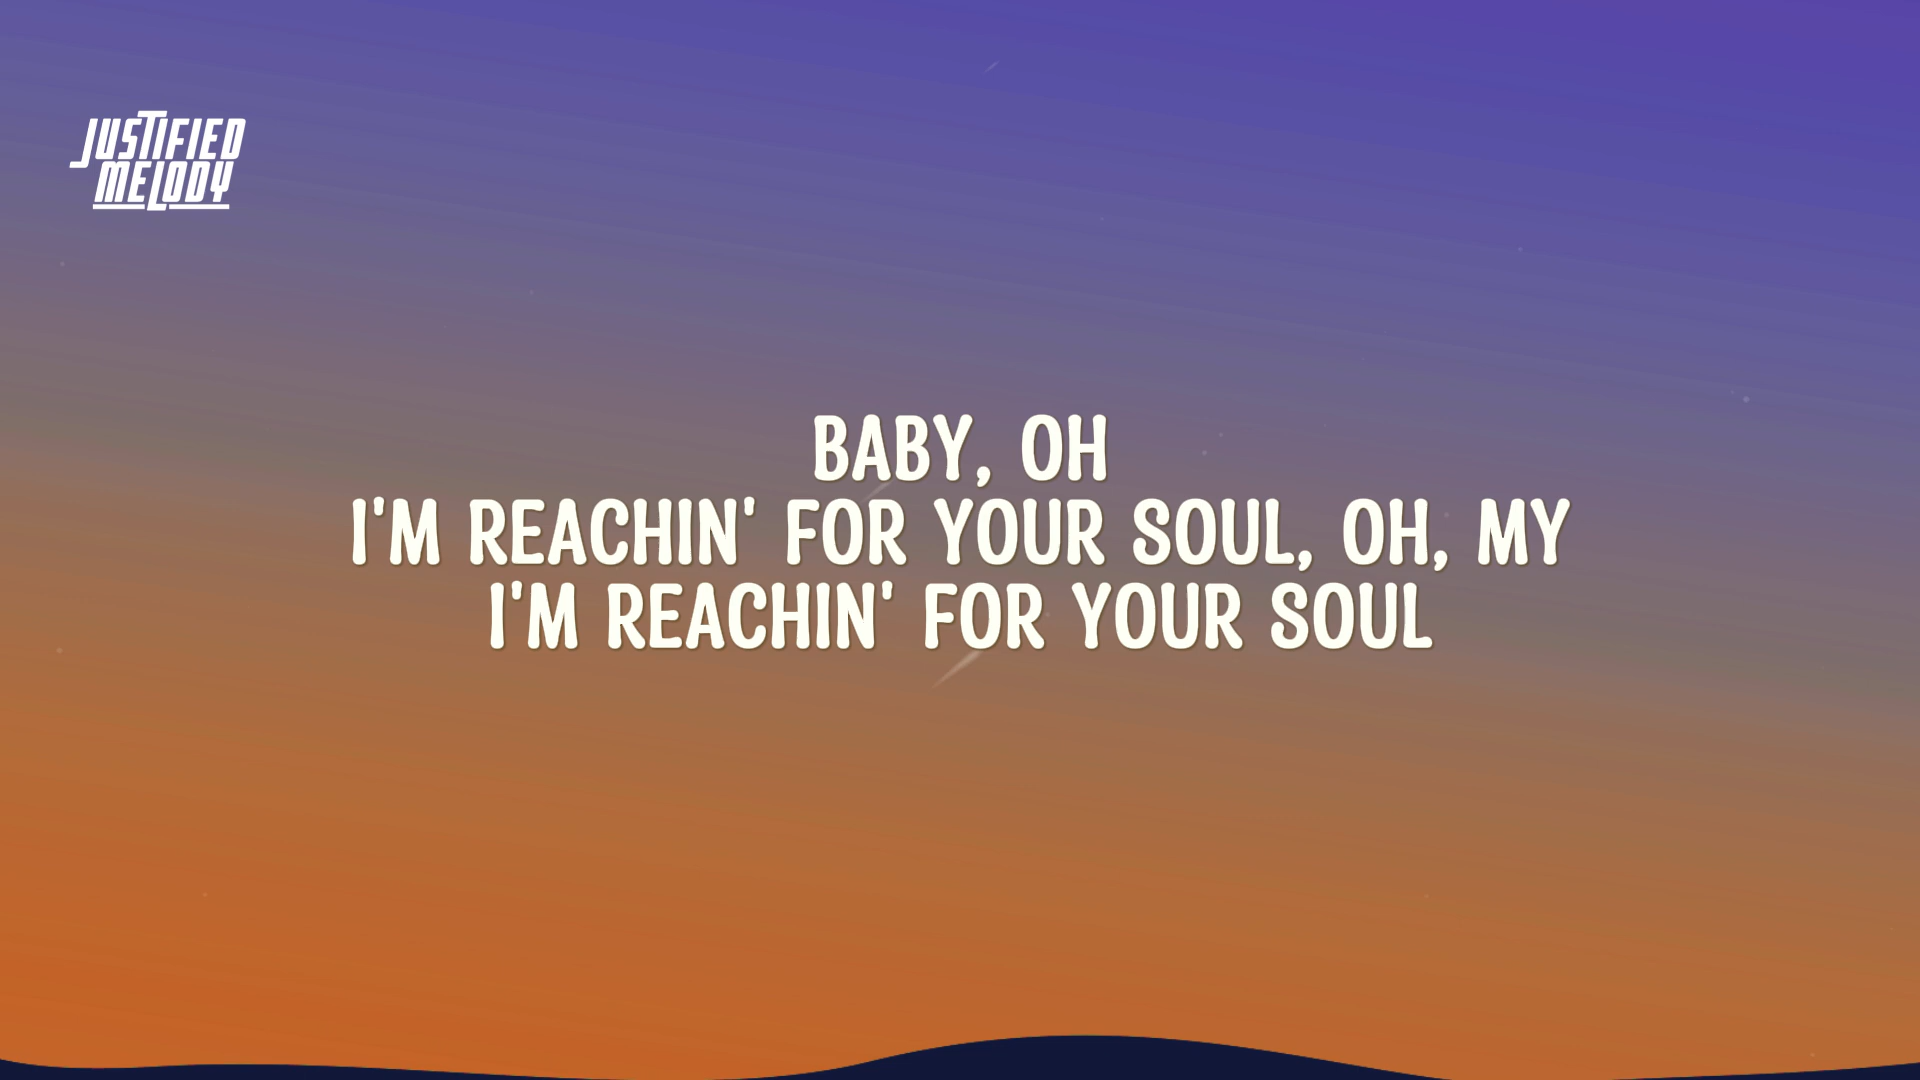 JUSTIFIED
MELODY
BABY, OH
I'M REACHIN' FOR YOUR SOUL, OH, MY
I'M REACHIN' FOR YOUR SOUL